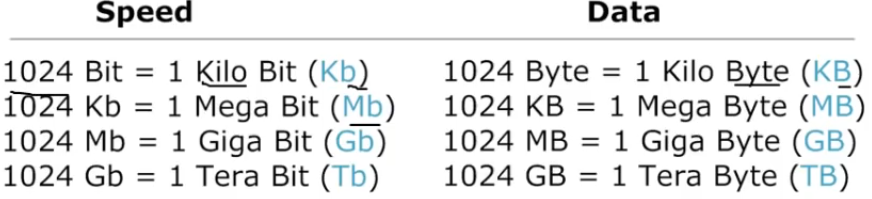 Speed Data
1024 Bit = 1 Kilo Bit (Kb) 1024 Byte = 1 Kilo Byte (KB)
1024 Kb = 1 Mega Bit (Mb) 1024 KB = 1 Mega Byte (MB)
1024 Mb = 1 Giga Bit (Gb) 1024 MB = 1 Giga Byte (GB)
1024 Gb = 1 Tera Bit (Tb) 1024 GB = 1 Tera Byte (TB)